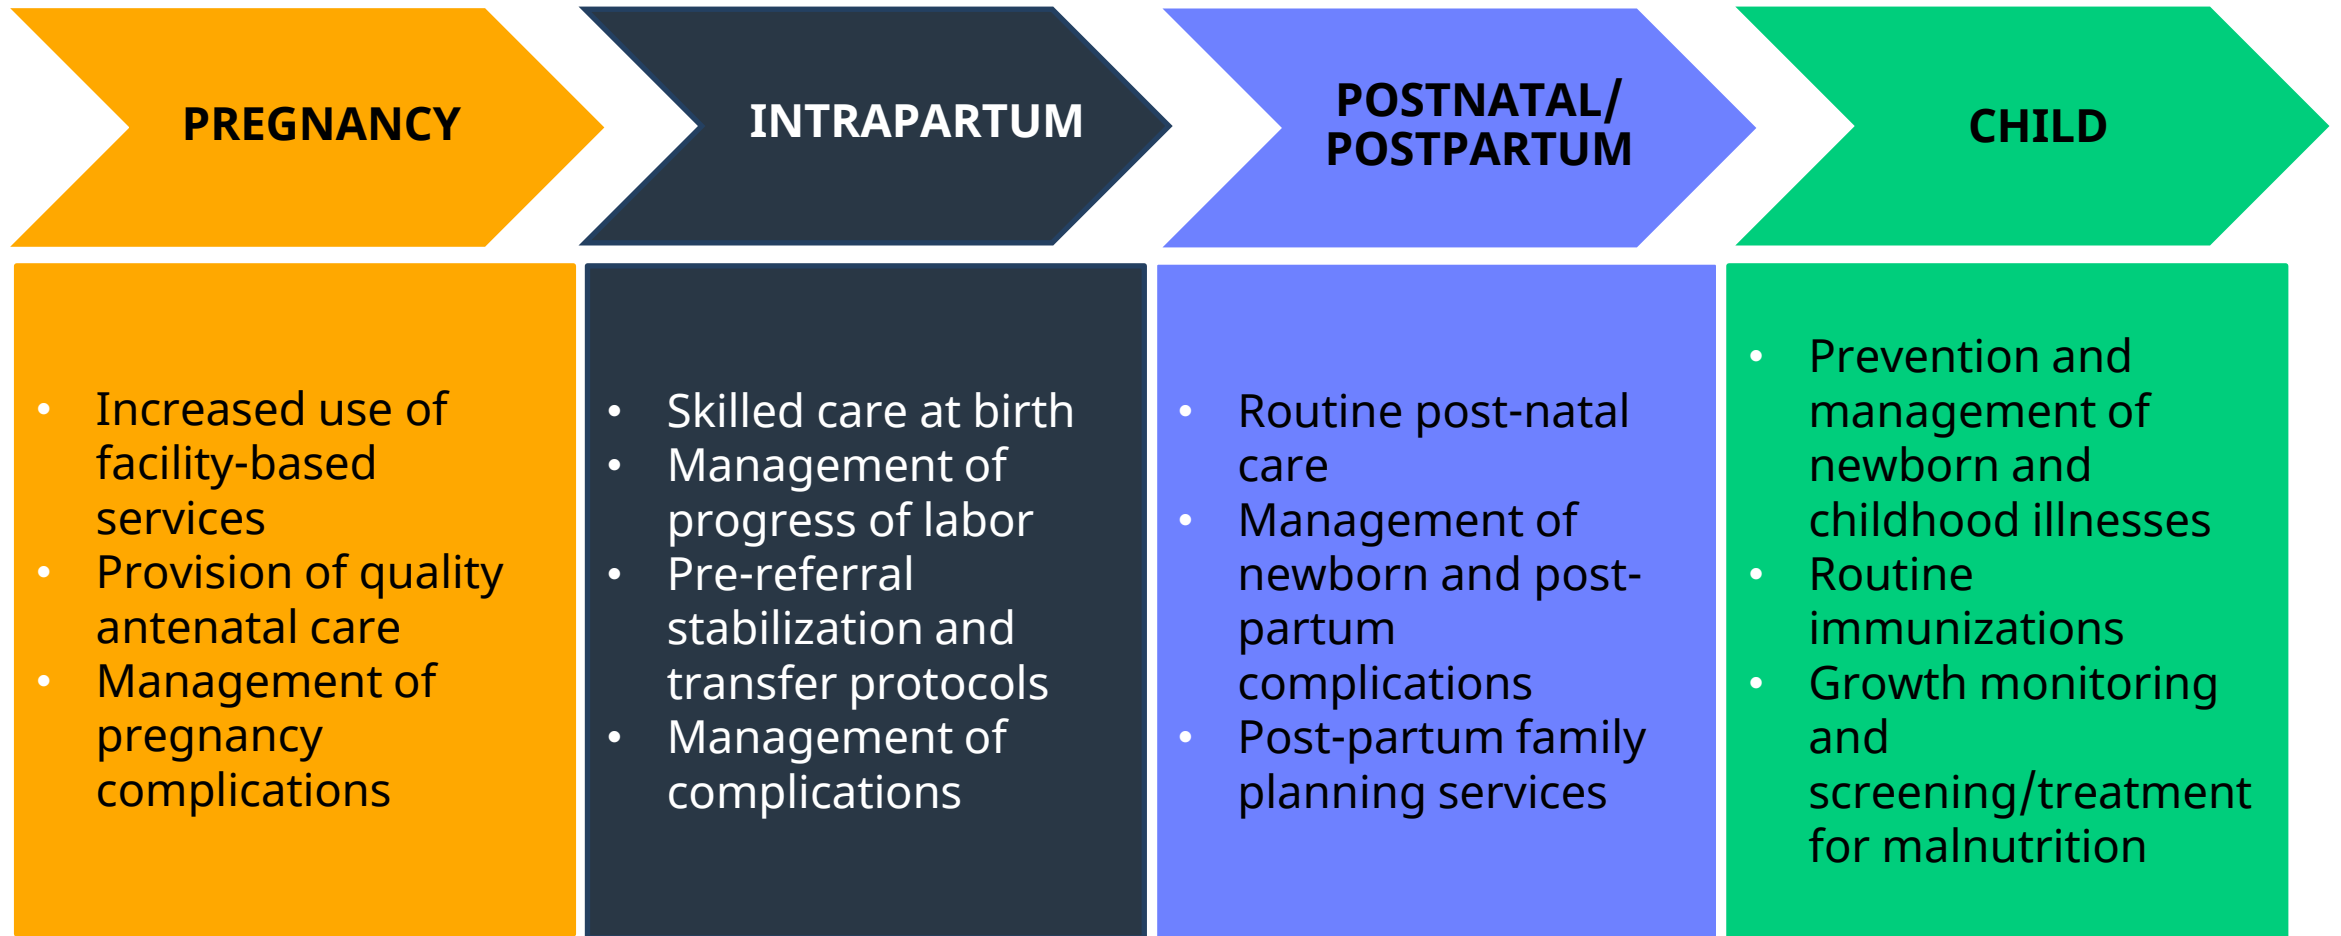 PREGNANCY
INTRAPARTUM
POSTNATAL/
POSTPARTUM
CHILD
• Increased use of
facility-based
services
• Provision of quality
antenatal care
• Management of
pregnancy
complications
• Skilled care at birth
• Management of
progress of labor
• Pre-referral
stabilization and
transfer protocols
• Management of
complications
• Routine post-natal
care
• Management of
newborn and post-
partum
complications
• Post-partum family
planning services
• Prevention and
management of
newborn and
childhood illnesses
• Routine
immunizations
• Growth monitoring
and
screening/treatment
for malnutrition